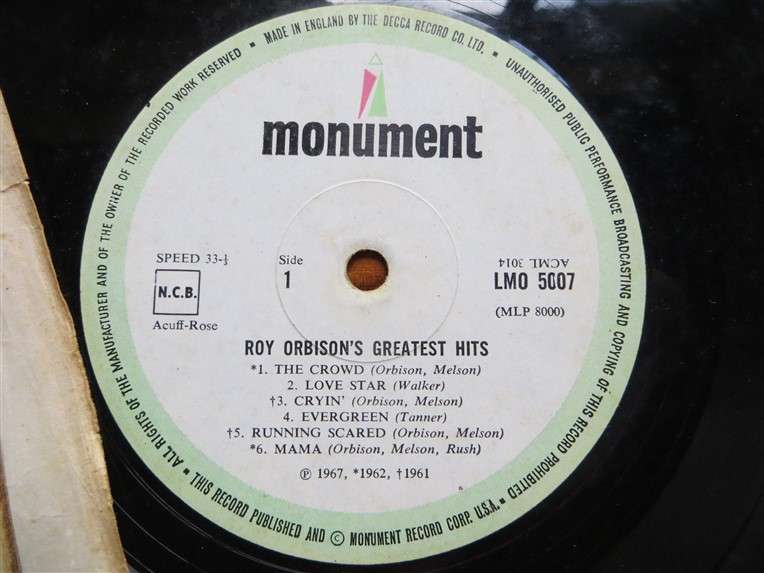 MADE IN ENGLAND BY THE DECCA RECORD CO. LTD. • UNAUTHORISED PUBLIC PERFORMANCE BROADCASTING AND COPYING OF THIS RECORD PROHIBITED • THIS RECORD PUBLISHED AND © MONUMENT RECORD CORP. U.S.A. • ALL RIGHTS OF THE MANUFACTURER AND OF THE OWNER OF THE RECORDED WORK RESERVED •
monument
SPEED 33-⅓
Side
1
ACML 3014
N.C.B.
LMO 5007
Acuff-Rose
(MLP 8000)
ROY ORBISON'S GREATEST HITS
*1. THE CROWD (Orbison, Melson)
2. LOVE STAR (Walker)
†3. CRYIN' (Orbison, Melson)
4. EVERGREEN (Tanner)
†5. RUNNING SCARED (Orbison, Melson)
*6. MAMA (Orbison, Melson, Rush)
℗ 1967, *1962, †1961